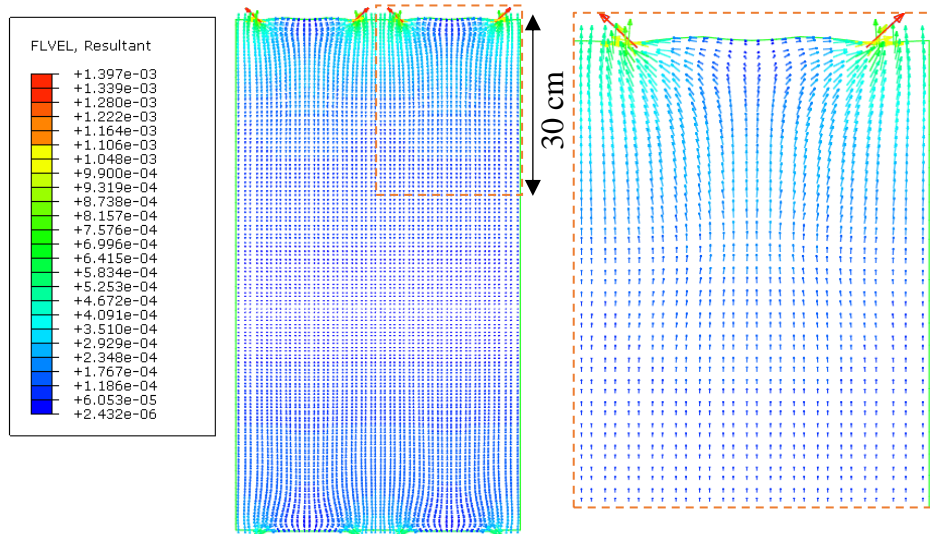 FLVEL, Resultant
+1.397e-03
+1.339e-03
+1.280e-03
+1.222e-03
+1.164e-03
+1.106e-03
+1.048e-03
+9.900e-04
+9.319e-04
+8.738e-04
+8.157e-04
+7.576e-04
+6.996e-04
+6.415e-04
+5.834e-04
+5.253e-04
+4.672e-04
+4.091e-04
+3.510e-04
+2.929e-04
+2.348e-04
+1.767e-04
+1.186e-04
+6.053e-05
+2.432e-06
30 cm